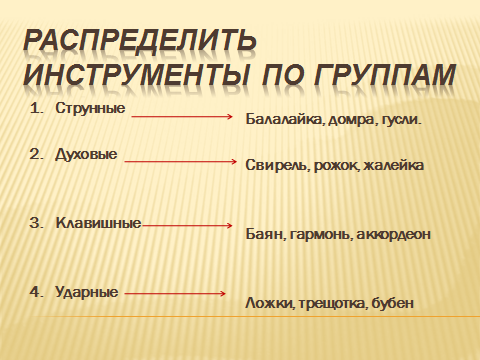 РАСПРЕДЕЛИТЬ
ИНСТРУМЕНТЫ ПО ГРУППАМ
1. Струнные
Балалайка, домра, гусли.
2. Духовые
Свирель, рожок, жалейка
3. Клавишные
Баян, гармонь, аккордеон
4. Ударные
Ложки, трещотка, бубен